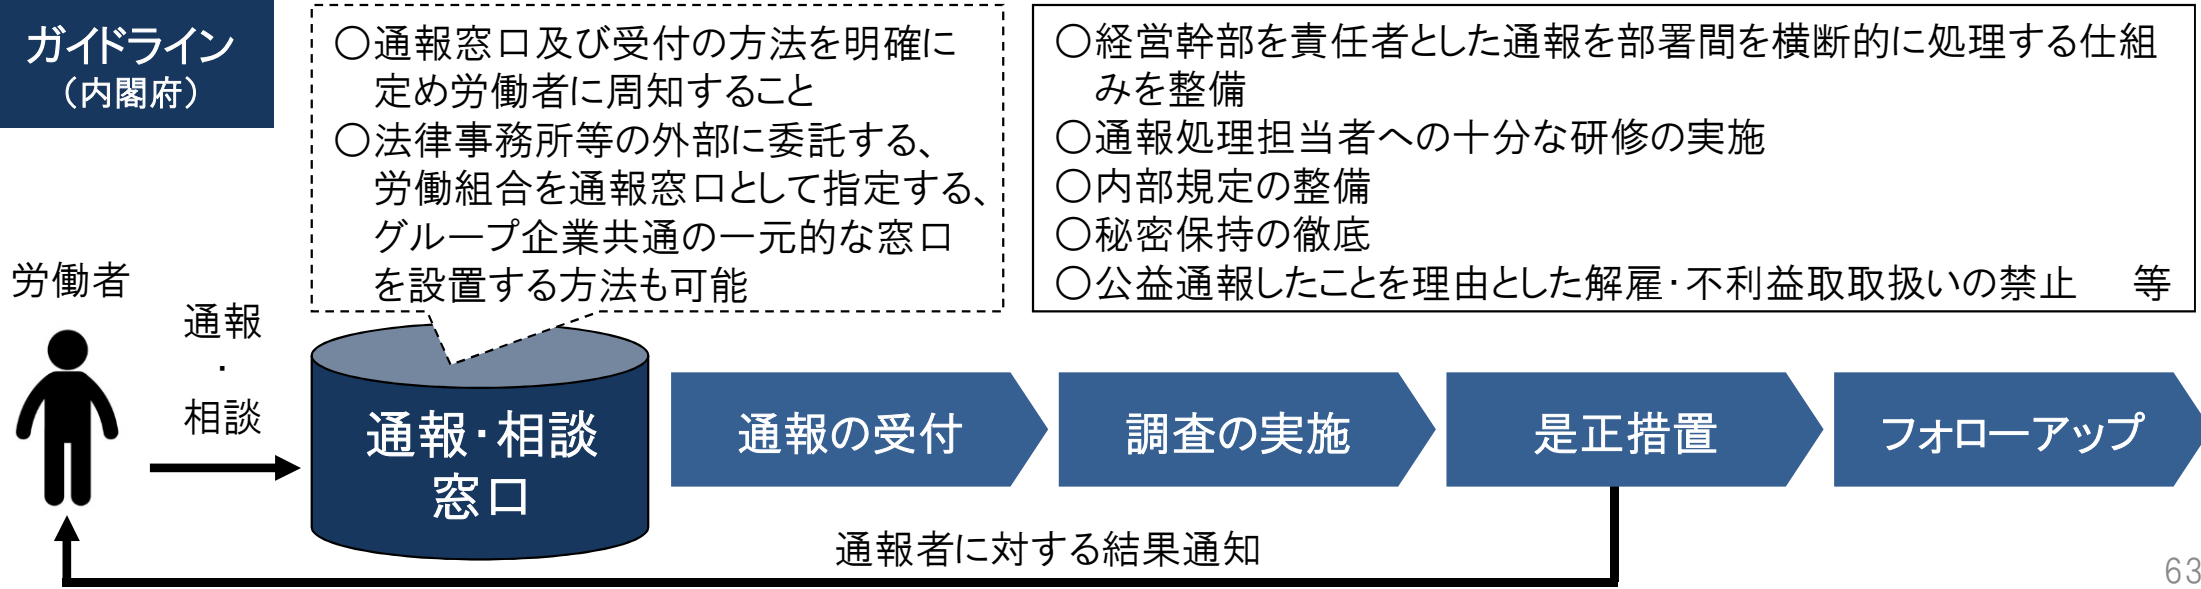 ガイドライン
(内閣府)
○通報窓口及び受付の方法を明確に
定め労働者に周知すること
○法律事務所等の外部に委託する、
労働組合を通報窓口として指定する、
グループ企業共通の一元的な窓口
を設置する方法も可能
○経営幹部を責任者とした通報を部署間を横断的に処理する仕組
みを整備
○通報処理担当者への十分な研修の実施
○内部規定の整備
○秘密保持の徹底
○公益通報したことを理由とした解雇・不利益取取扱いの禁止 等
労働者
通報
・
相談
通報・相談
窓口
通報の受付
調査の実施
是正措置
フォローアップ
通報者に対する結果通知
63